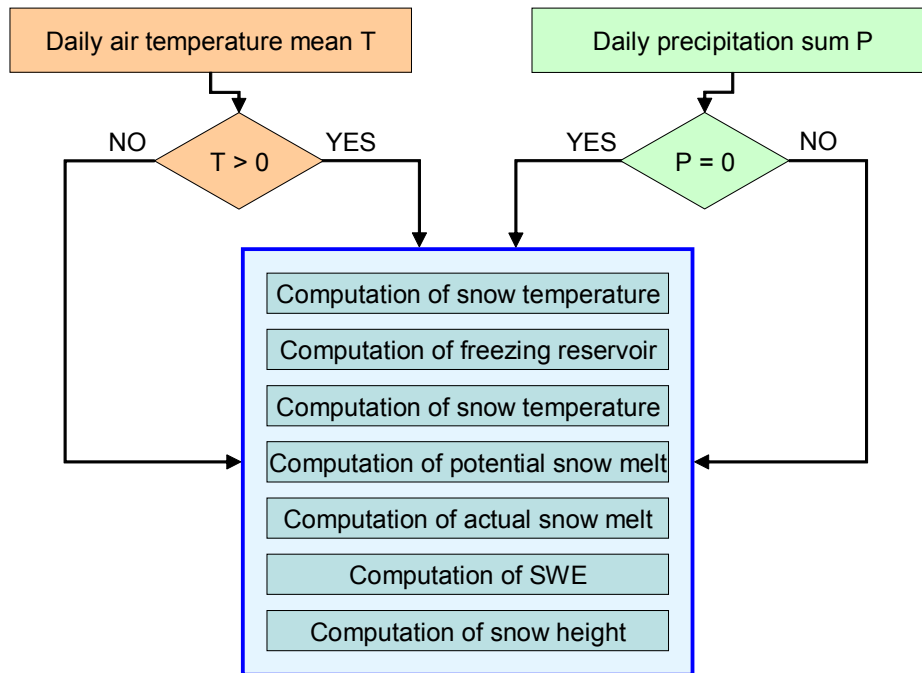 Daily air temperature mean T
Daily precipitation sum P
NO
T > 0
YES
YES
P = 0
NO
Computation of snow temperature
Computation of freezing reservoir
Computation of snow temperature
Computation of potential snow melt
Computation of actual snow melt
Computation of SWE
Computation of snow height